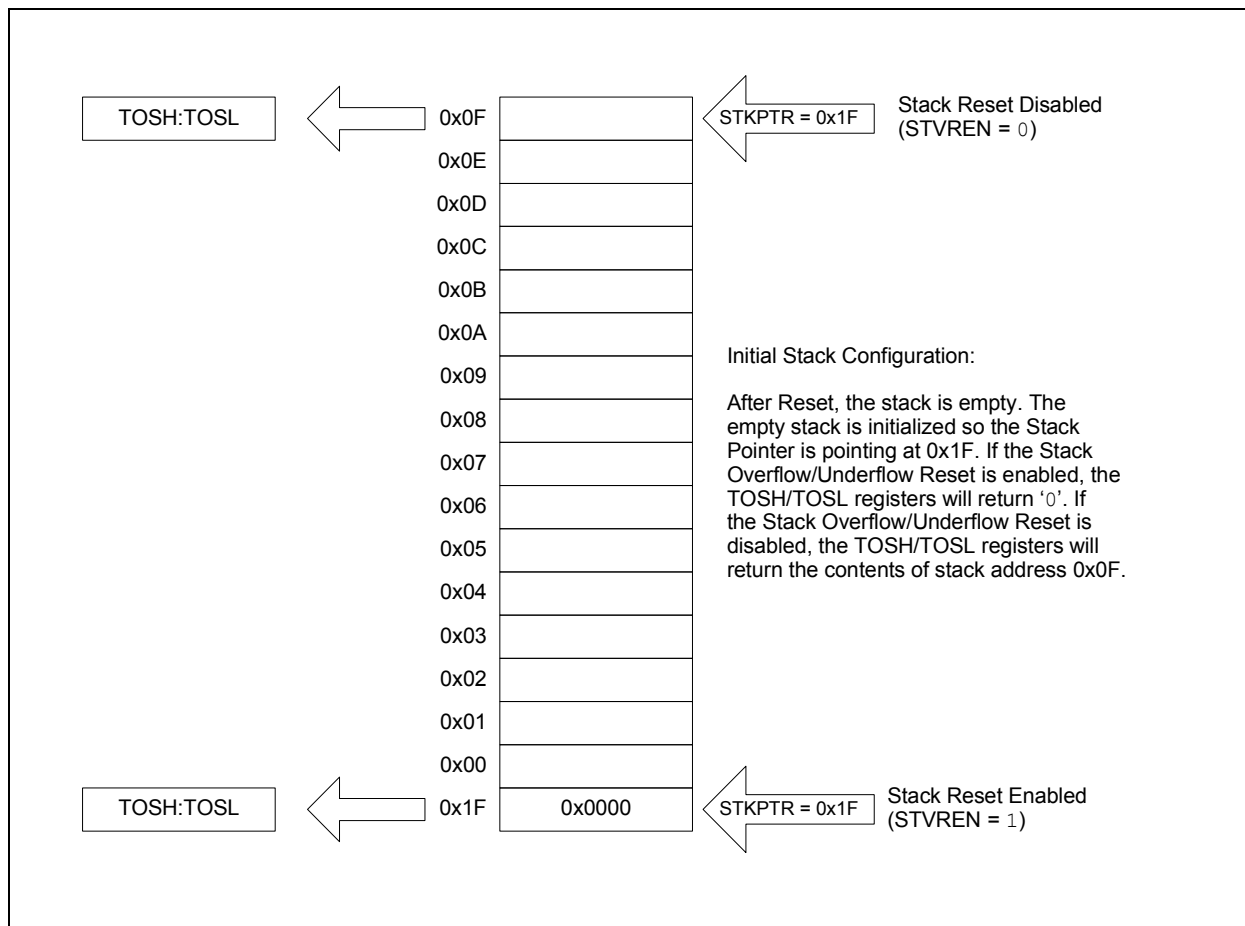 TOSH:TOSL
0x0F
STKPTR = 0x1F
Stack Reset Disabled
(STVREN = 0)
0x0E
0x0D
0x0C
0x0B
0x0A
0x09
0x08
0x07
0x06
0x05
0x04
0x03
0x02
0x01
0x00
Initial Stack Configuration:
After Reset, the stack is empty. The
empty stack is initialized so the Stack
Pointer is pointing at 0x1F. If the Stack
Overflow/Underflow Reset is enabled, the
TOSH/TOSL registers will return ‘0’. If
the Stack Overflow/Underflow Reset is
disabled, the TOSH/TOSL registers will
return the contents of stack address 0x0F.
TOSH:TOSL
0x1F
0x0000
STKPTR = 0x1F
Stack Reset Enabled
(STVREN = 1)